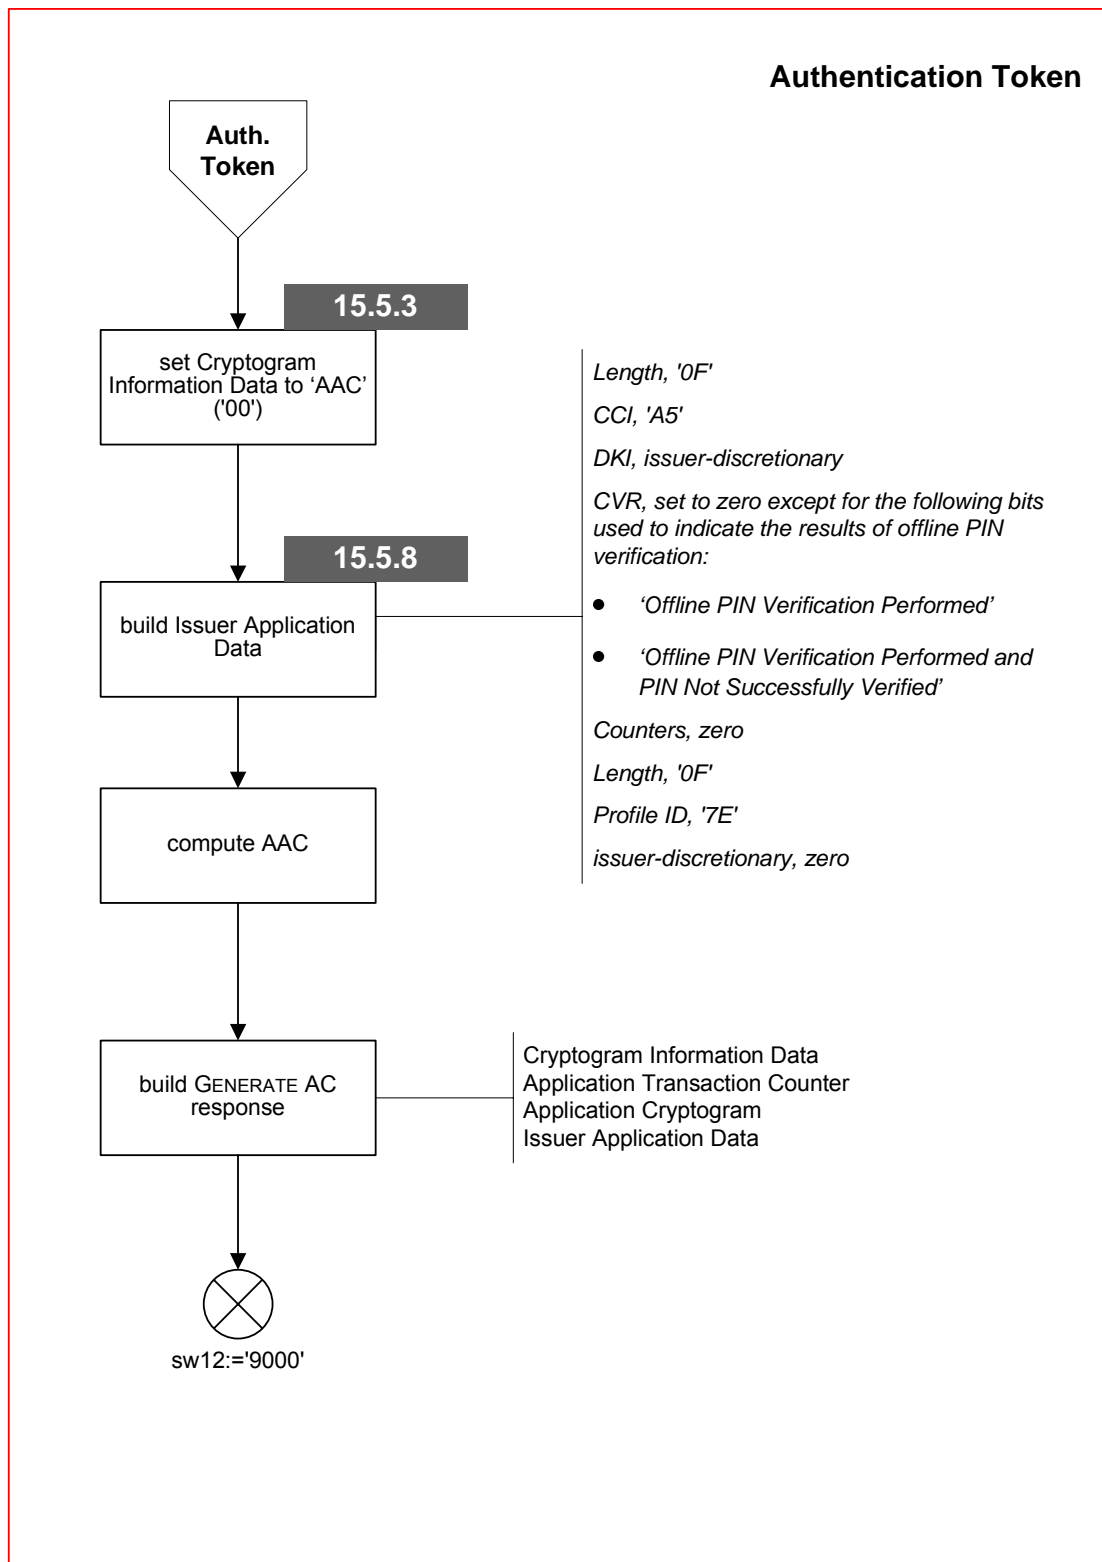 Authentication Token
Auth.
Token
15.5.3
set Cryptogram
Information Data to ‘AAC’
('00')
15.5.8
build Issuer Application
Data
Length, '0F'
CCI, 'A5'
DKI, issuer-discretionary
CVR, set to zero except for the following bits
used to indicate the results of offline PIN
verification:
● ‘Offline PIN Verification Performed’
● ‘Offline PIN Verification Performed and
PIN Not Successfully Verified’
Counters, zero
Length, '0F'
Profile ID, '7E'
issuer-discretionary, zero
compute AAC
build GENERATE AC
response
Cryptogram Information Data
Application Transaction Counter
Application Cryptogram
Issuer Application Data
sw12:='9000'